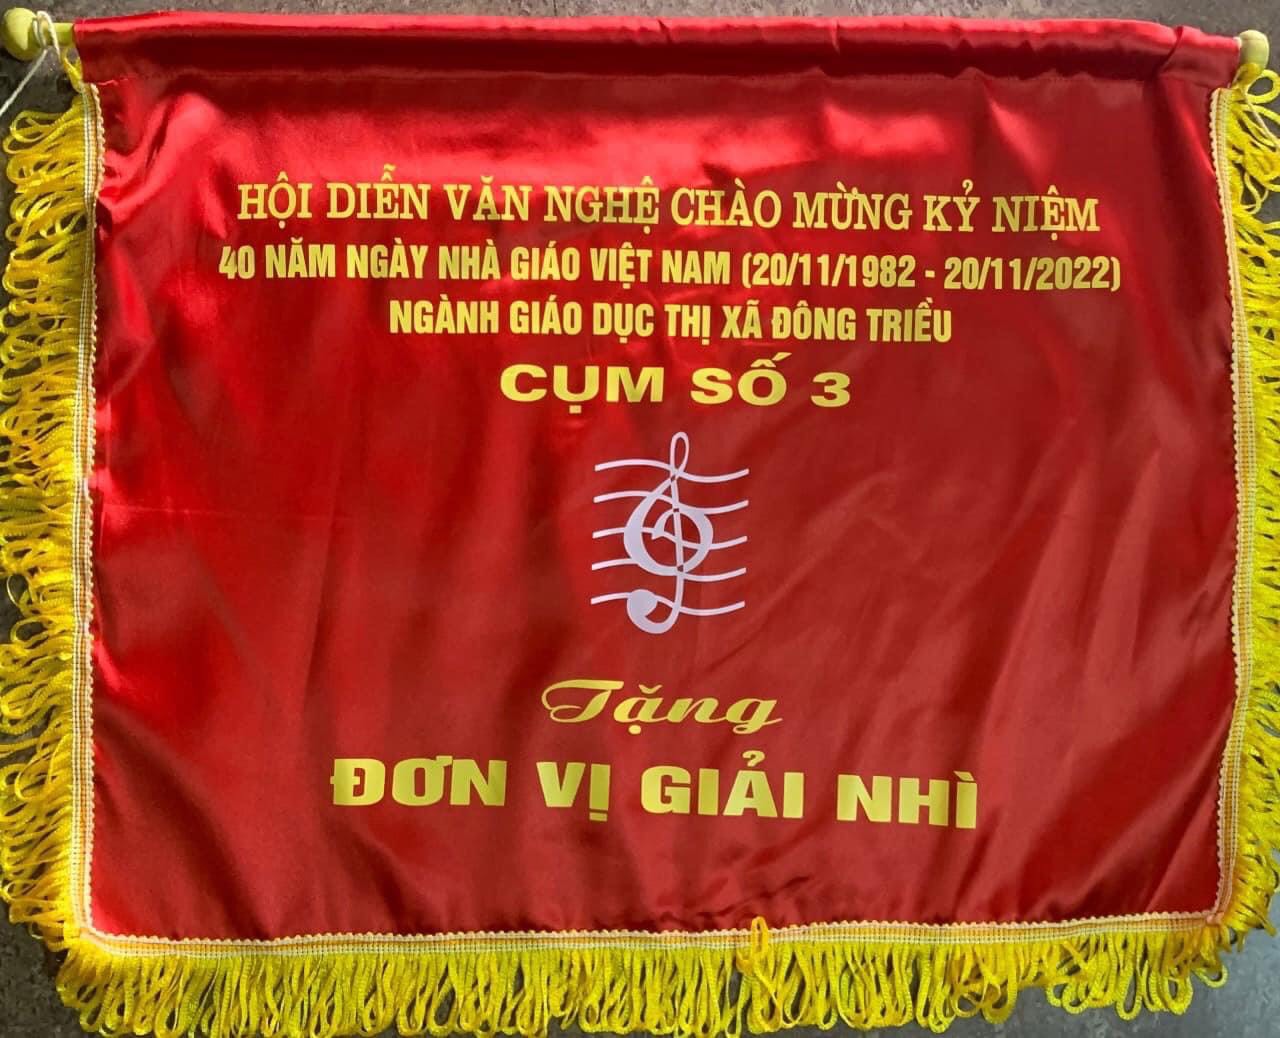 HỘI DIỄN VĂN NGHỆ CHÀO MỪNG KỶ NIỆM
40 NĂM NGÀY NHÀ GIÁO VIỆT NAM (20/11/1982 - 20/11/2022)
NGÀNH GIÁO DỤC THỊ XÃ ĐÔNG TRIỀU
CỤM SỐ 3
Tặng
ĐƠN VỊ GIẢI NHÌ